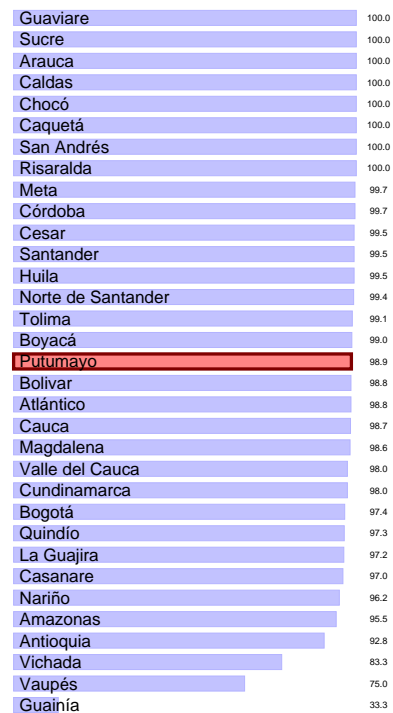 Guaviare 100.0
Sucre 100.0
Arauca 100.0
Caldas 100.0
Chocó 100.0
Caquetá 100.0
San Andrés 100.0
Risaralda 100.0
Meta 99.7
Córdoba 99.7
Cesar 99.5
Santander 99.5
Huila 99.5
Norte de Santander 99.4
Tolima 99.1
Boyacá 99.0
Putumayo 98.9
Bolivar 98.8
Atlántico 98.8
Cauca 98.7
Magdalena 98.6
Valle del Cauca 98.0
Cundinamarca 98.0
Bogotá 97.4
Quindío 97.3
La Guajira 97.2
Casanare 97.0
Nariño 96.2
Amazonas 95.5
Antioquia 92.8
Vichada 83.3
Vaupés 75.0
Guainía 33.3